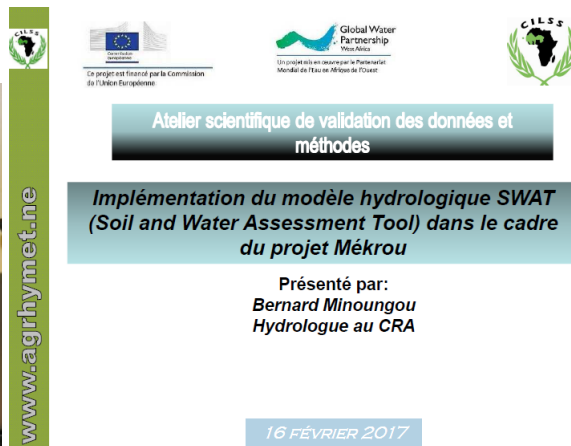 CILSS
Commission
européenne
Ce projet est financé par la Commission
de l'Union Européenne
Global Water
Partnership
West Africa
Un projet mis en œuvre par le Partenariat
Mondial de l'Eau en Afrique de l'Ouest
CILSS
Atelier scientifique de validation des données et
méthodes
Implémentation du modèle hydrologique SWAT
(Soil and Water Assessment Tool) dans le cadre
du projet Mékrou
Présenté par:
Bernard Minoungou
Hydrologue au CRA
16 FÉVRIER 2017
www.agrhymet.ne